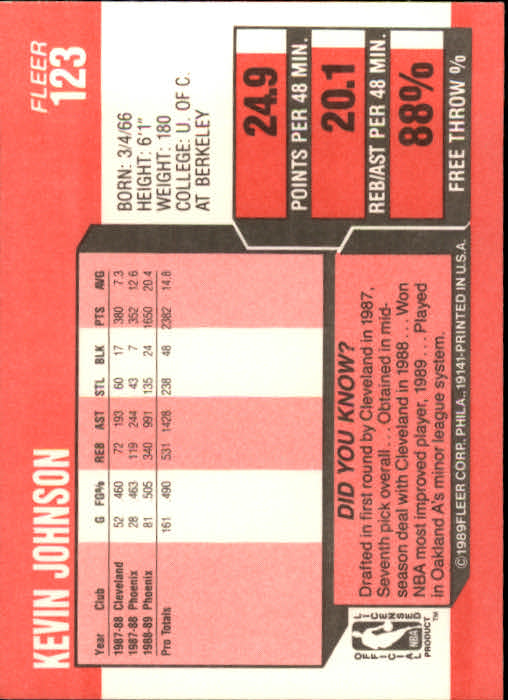 KEVIN JOHNSON
FLEER
123
BORN: 3/4/66
HEIGHT: 6'1"
WEIGHT: 180
COLLEGE: U. OF C.
AT BERKELEY
Year Club G FG% REB AST STL BLK PTS AVG
1987-88 Cleveland 52 460 72 193 60 17 380 7.3
1987-88 Phoenix 28 463 119 244 43 7 352 12.6
1988-89 Phoenix 81 505 340 991 135 24 1650 20.4
Pro Totals 161 490 531 1428 238 48 2382 14.8
24.9
POINTS PER 48 MIN.
20.1
REB/AST PER 48 MIN.
88%
FREE THROW %
DID YOU KNOW?
Drafted in first round by Cleveland in 1987,
Seventh pick overall . . . Obtained in mid-
season deal with Cleveland in 1988 . . . Won
NBA most improved player, 1989 . . . Played
in Oakland A's minor league system.
OFFICIAL
LICENSED
NBA
PRODUCT™
©1989FLEER CORP., PHILA., 19141-PRINTED IN U.S.A.